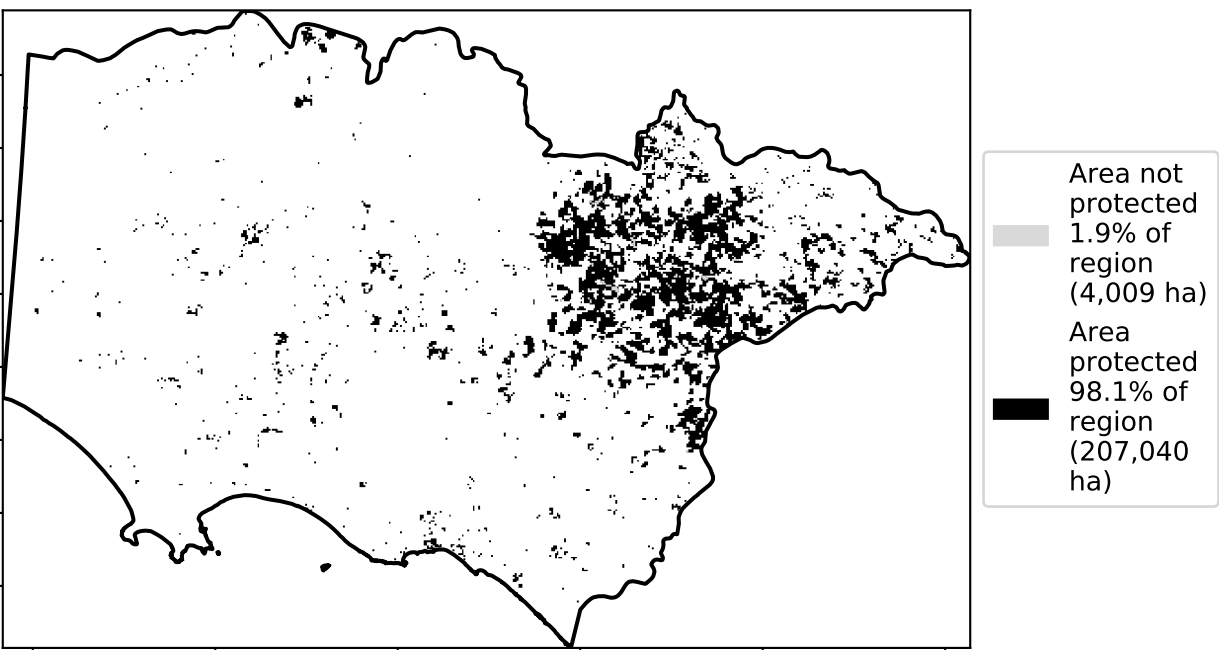 Area not
protected
1.9% of
region
(4,009 ha)
Area
protected
98.1% of
region
(207,040
ha)